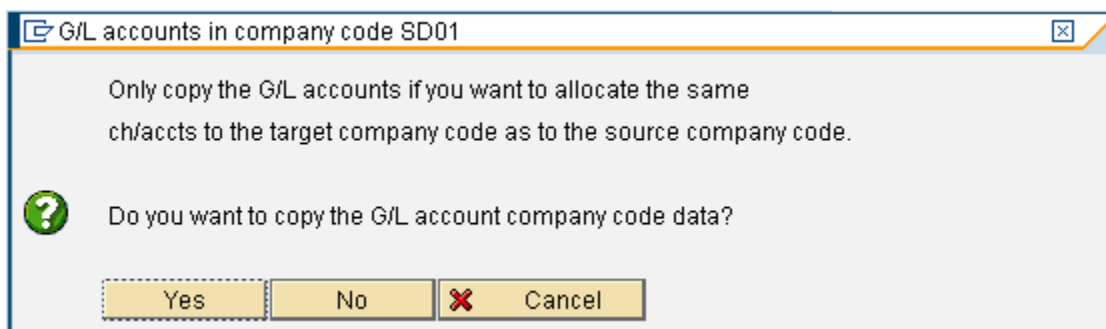 G/L accounts in company code SD01
Only copy the G/L accounts if you want to allocate the same
ch/accts to the target company code as to the source company code.
Do you want to copy the G/L account company code data?
Yes No Cancel